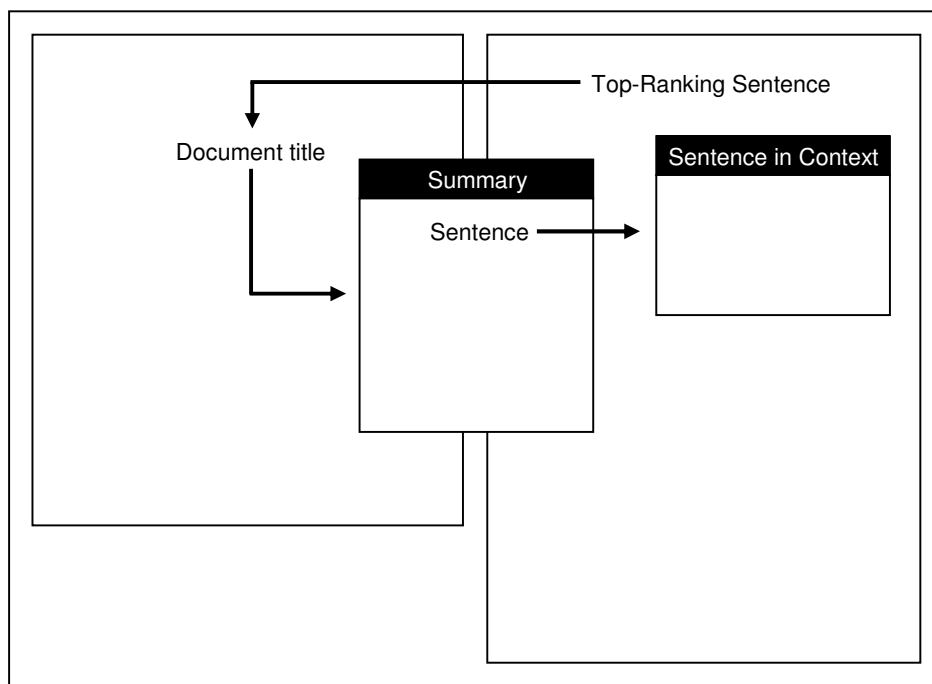 Top-Ranking Sentence
Document title
Sentence in Context
Summary
Sentence